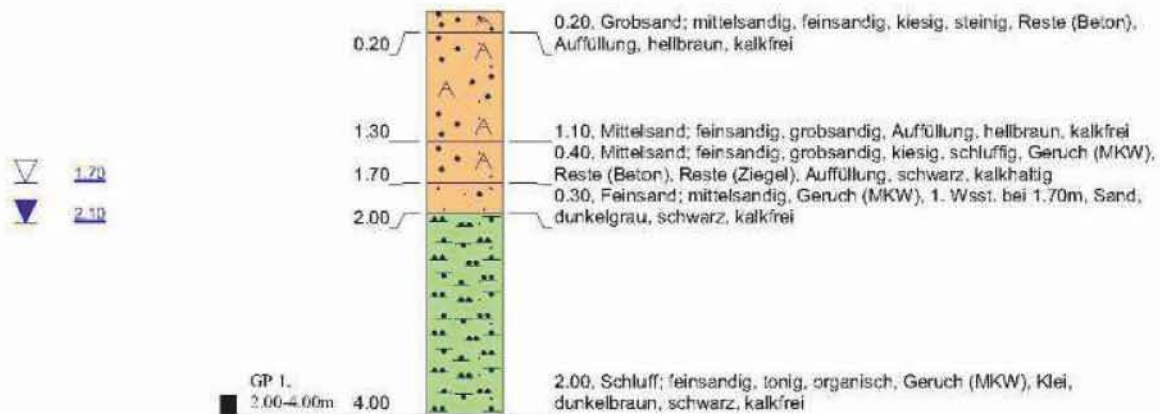 0.20, Grobsand; mittelsandig, feinsandig, kiesig, steinig, Reste (Beton),
0.20
Auffüllung, hellbraun, kalkfrei
1.30
1.10, Mittelsand; feinsandig, grobsandig, Auffüllung, hellbraun, kalkfrei
0.40, Mittelsand; feinsandig, grobsandig, kiesig, schluffig, Geruch (MKW),
1.70
1.70
Reste (Beton), Reste (Ziegel), Auffüllung, schwarz, kalkhaltig
0.30, Feinsand; mittelsandig, Geruch (MKW), 1. Wsst. bei 1.70m, Sand,
2.10
2.00
dunkelgrau, schwarz, kalkfrei
GP 1,
2.00-4.00m
4.00
2.00, Schluff; feinsandig, tonig, organisch, Geruch (MKW), Klei,
dunkelbraun, schwarz, kalkfrei